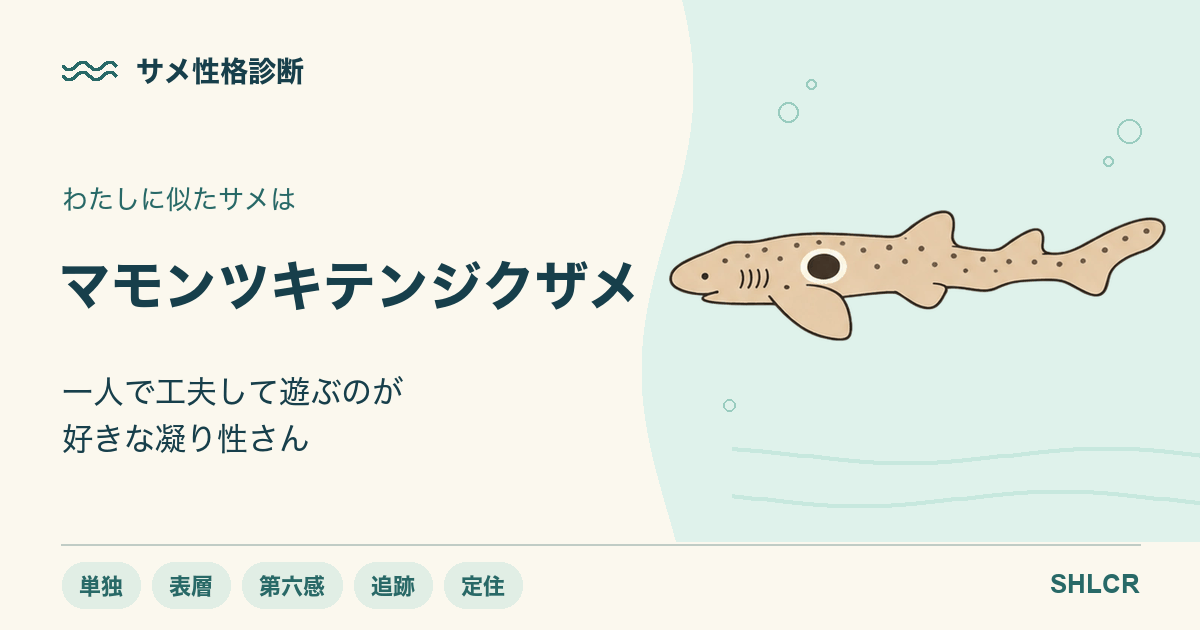 サメ性格診断
わたしに似たサメは
マモンツキテンジクザメ
一人で工夫して遊ぶのが
好きな凝り性さん
単独 表層 第六感 追跡 定住
SHLCR